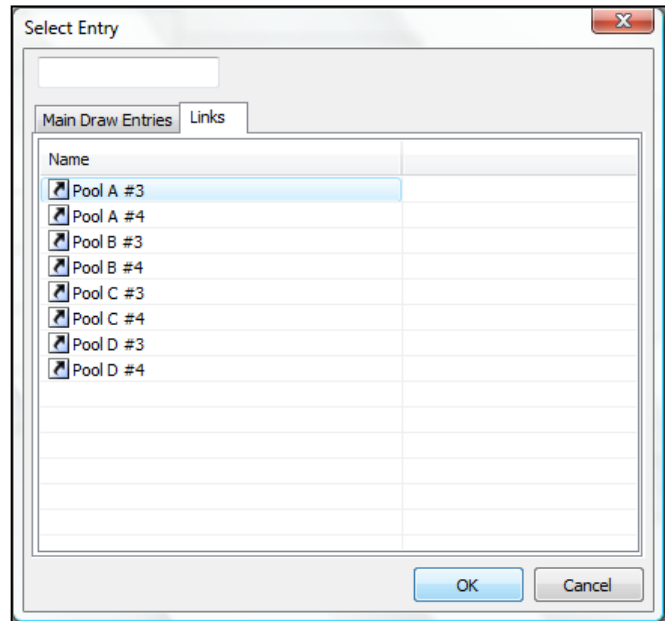 Select Entry
Main Draw Entries Links
Name
Pool A #3
Pool A #4
Pool B #3
Pool B #4
Pool C #3
Pool C #4
Pool D #3
Pool D #4
OK Cancel